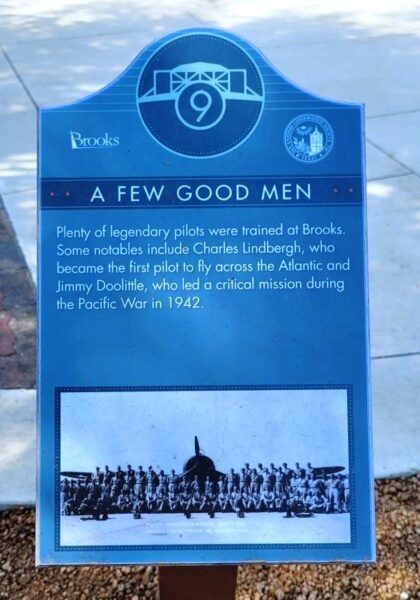 9
Brooks
A FEW GOOD MEN
Plenty of legendary pilots were trained at Brooks.
Some notables include Charles Lindbergh, who
became the first pilot to fly across the Atlantic and
Jimmy Doolittle, who led a critical mission during
the Pacific War in 1942.